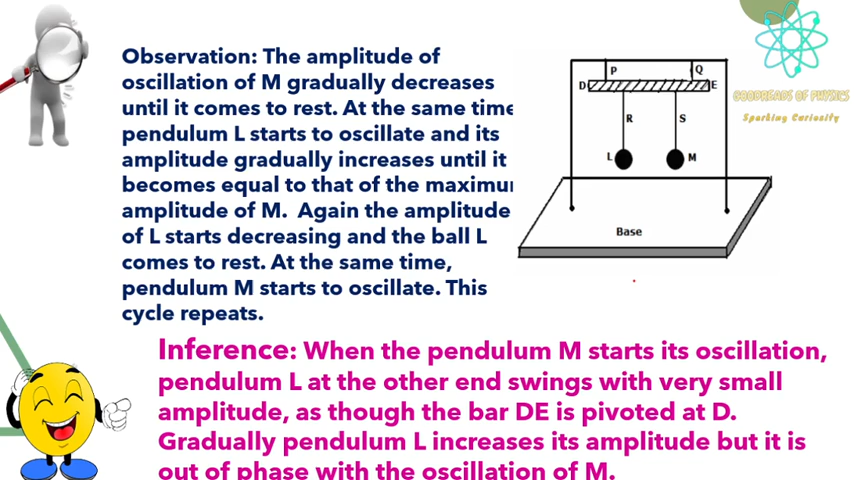 Observation: The amplitude of
oscillation of M gradually decreases
until it comes to rest. At the same time
pendulum L starts to oscillate and its
amplitude gradually increases until it
becomes equal to that of the maximu
amplitude of M. Again the amplitude
of L starts decreasing and the ball L
comes to rest. At the same time,
pendulum M starts to oscillate. This
cycle repeats.
P Q
D E
R S
L M
Base
GOODREADS OF PHYSICS
Sparking Curiosity
Inference: When the pendulum M starts its oscillation,
pendulum L at the other end swings with very small
amplitude, as though the bar DE is pivoted at D.
Gradually pendulum L increases its amplitude but it is
out of phase with the oscillation of M.